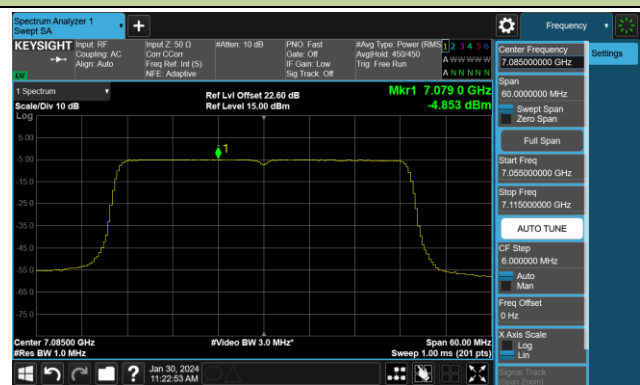 Spectrum Analyzer 1
Swept SA
+
Frequency
KEYSIGHT
Input: RF
Coupling: AC
Align: Auto
Input Z: 50 Ω
Corr CCorr
Freq Ref: Int (S)
NFE: Adaptive
#Atten: 10 dB
PNO: Fast
Gate: Off
IF Gain: Low
Sig Track: Off
#Avg Type: Power (RMS
Avg|Hold: 450/450
Trig: Free Run
1 2 3 4 5 6
A W W W W W
A N N N N N
LV
Center Frequency
7.085000000 GHz
Settings
Span
60.0000000 MHz
Swept Span
Zero Span
Full Span
Start Freq
7.055000000 GHz
Stop Freq
7.115000000 GHz
AUTO TUNE
CF Step
6.000000 MHz
Auto
Man
Freq Offset
0 Hz
X Axis Scale
Log
Lin
Signal Track
(Span Zoom)
1 Spectrum
Scale/Div 10 dB
Log
Ref Lvl Offset 22.60 dB
Ref Level 15.00 dBm
Mkr1 7.079 0 GHz
-4.853 dBm
5.00
-5.00
-15.0
-25.0
-35.0
-45.0
-55.0
-65.0
-75.0
1
Center 7.08500 GHz
#Res BW 1.0 MHz
#Video BW 3.0 MHz*
Span 60.00 MHz
Sweep 1.00 ms (201 pts)
?
Jan 30, 2024
11:22:53 AM